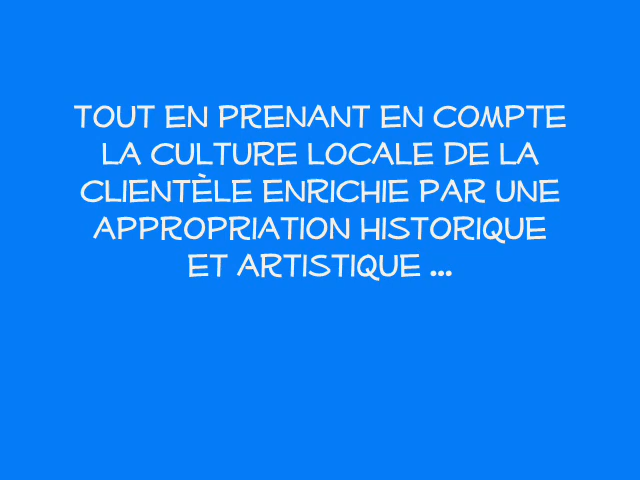 TOUT EN PRENANT EN COMPTE
LA CULTURE LOCALE DE LA
CLIENTÈLE ENRICHIE PAR UNE
APPROPRIATION HISTORIQUE
ET ARTISTIQUE ...